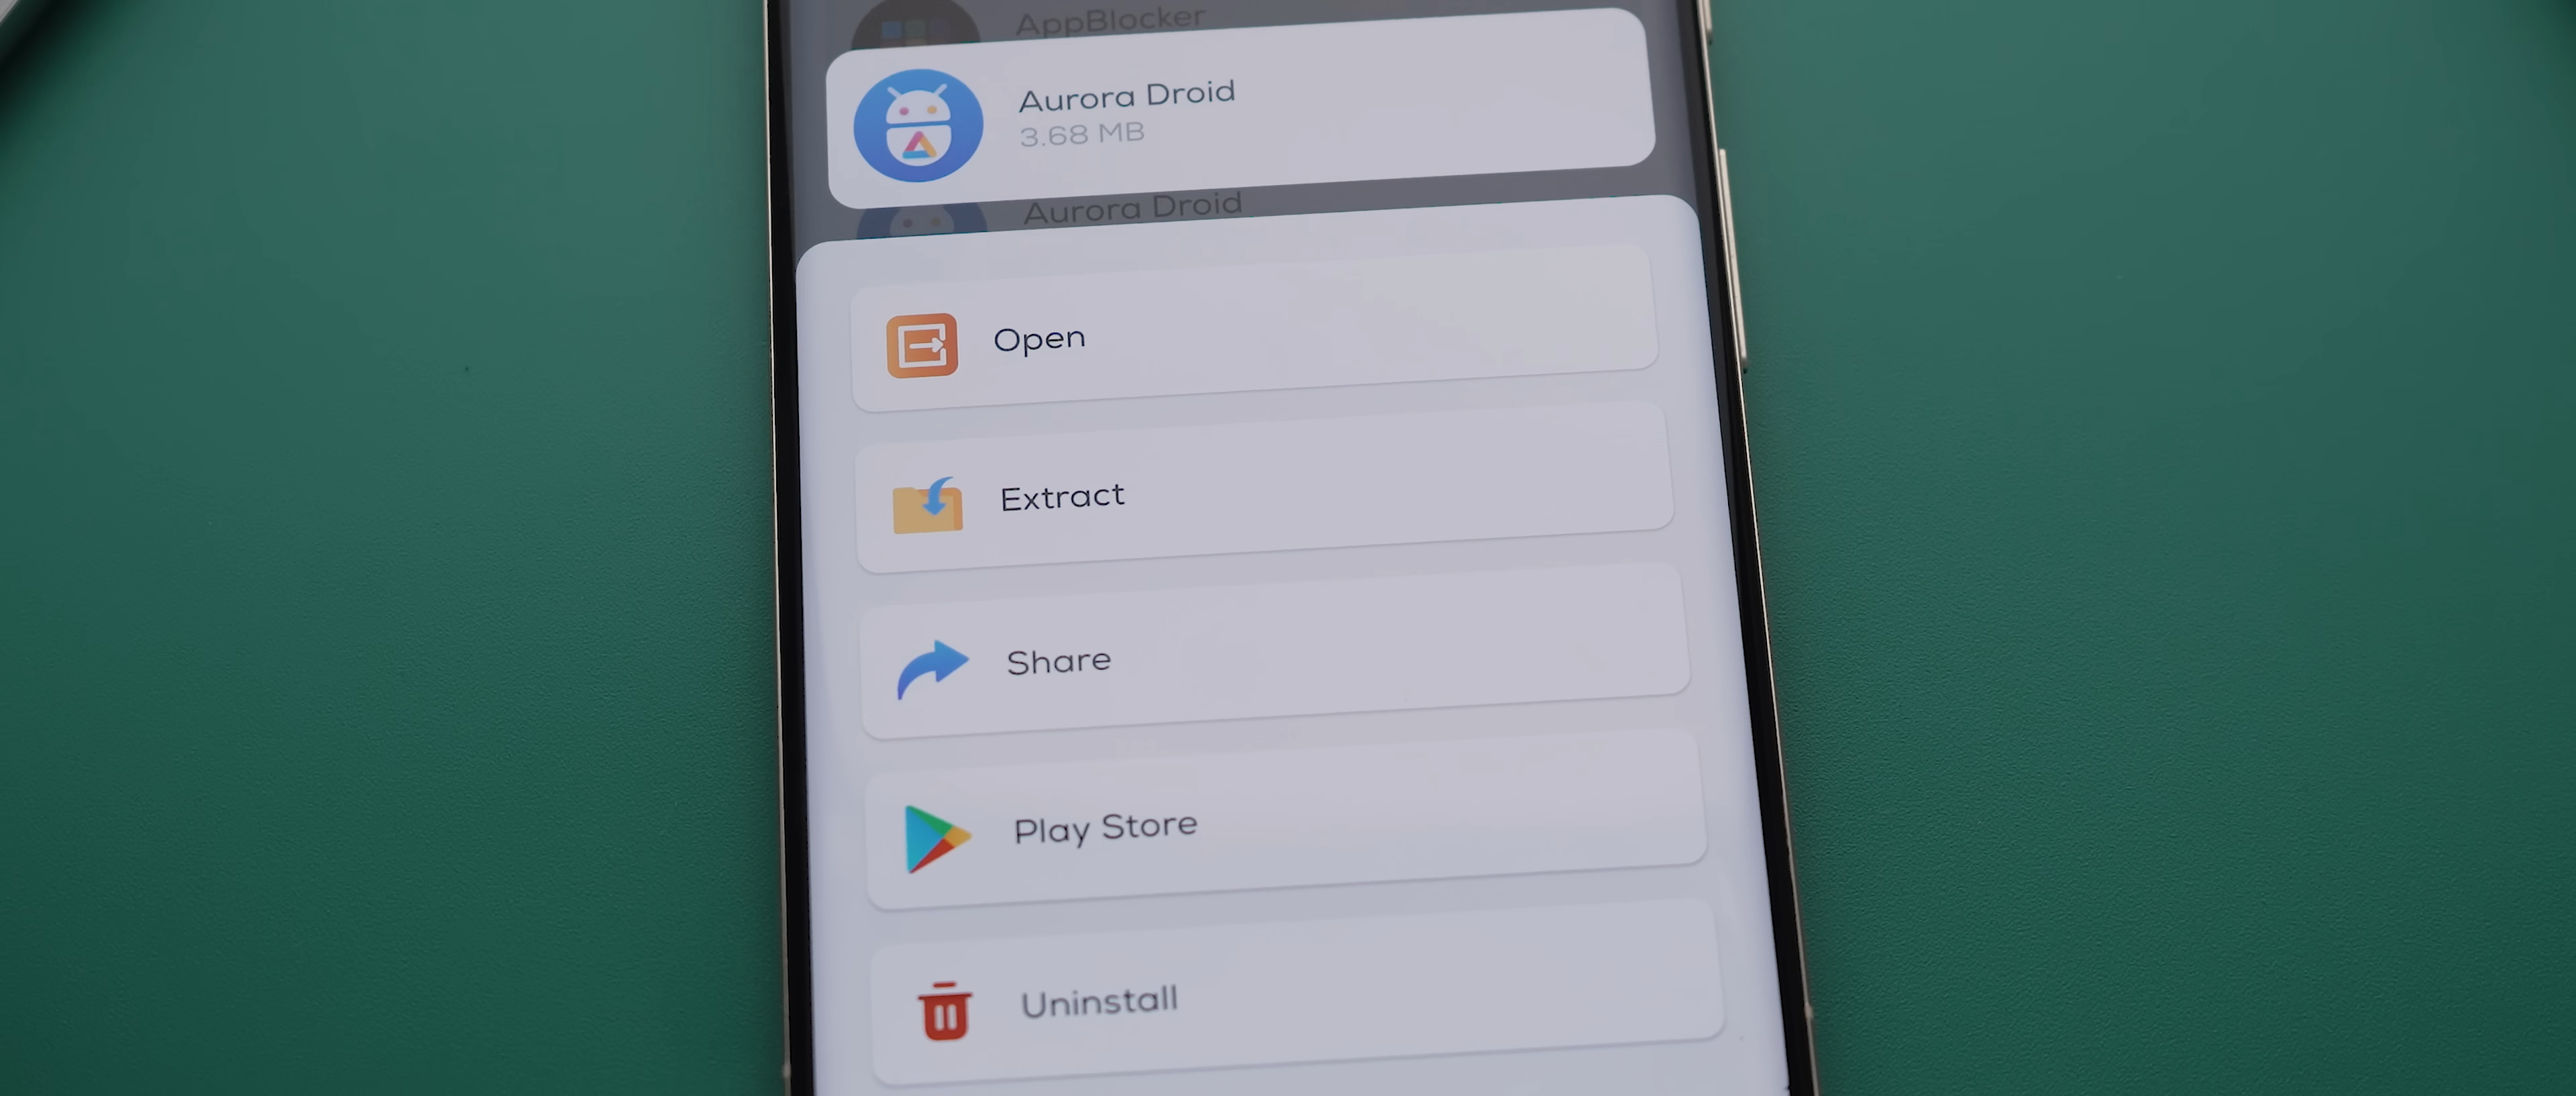 AppBlocker
Aurora Droid
3.68 MB
Aurora Droid
Open
Extract
Share
Play Store
Uninstall